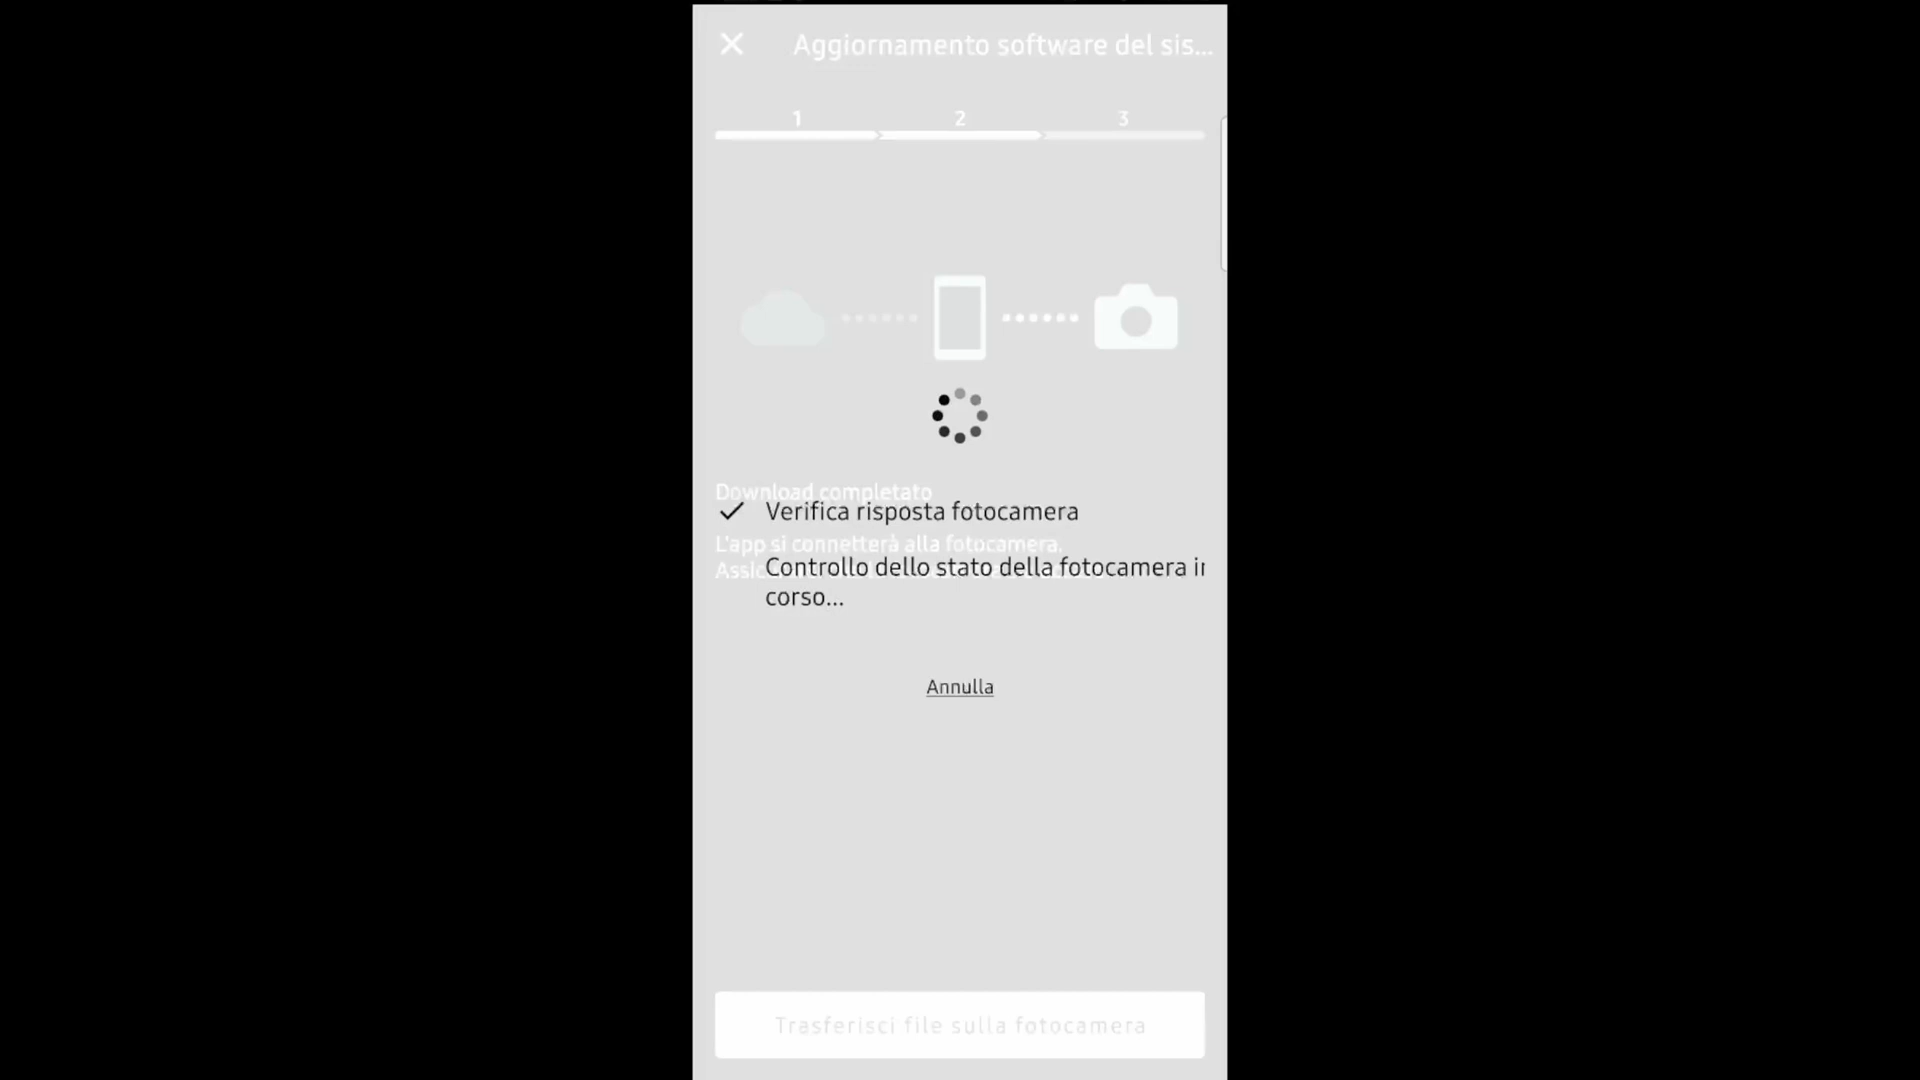 Aggiornamento software del sis...
1 2 3
Download completato
Verifica risposta fotocamera
L'app si connetterà alla fotocamera.
Controllo dello stato della fotocamera in
corso...
Annulla
Trasferisci file sulla fotocamera